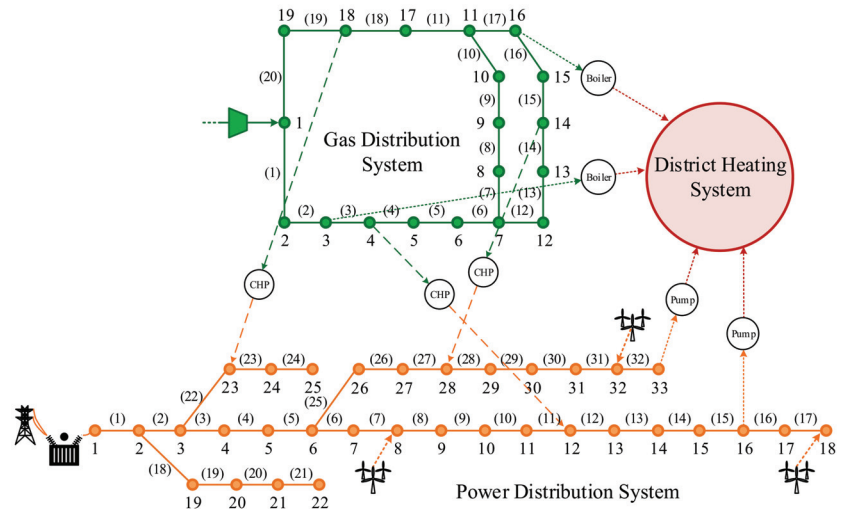 19 (19) 18 (18) 17 (11) 11 (17) 16
(10) (16)
(20) 10 15 Boiler
(9) (15)
1 Gas Distribution System 9 14
(8) (14)
District Heating System
(1) 8 13 Boiler
(7) (13)
(2) (3) (4) (5) (6) (12)
2 3 4 5 6 7 12
CHP CHP CHP
Pump
Pump
(23) (24) (26) (27) (28) (29) (30) (31) (32)
23 24 25 26 27 28 29 30 31 32 33
(22) (25)
(1) (2) (3) (4) (5) (6) (7) (8) (9) (10) (11) (12) (13) (14) (15) (16) (17)
1 2 3 4 5 6 7 8 9 10 11 12 13 14 15 16 17 18
(18) (19) (20) (21)
19 20 21 22
Power Distribution System